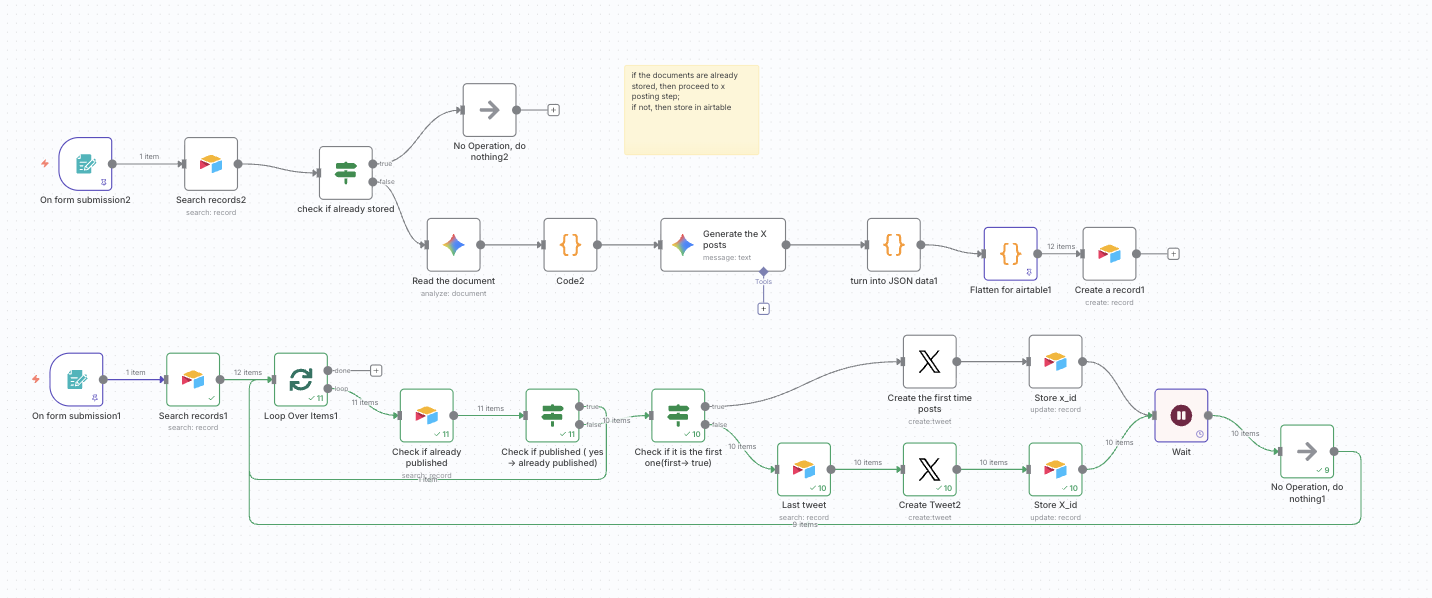 if the documents are already
stored, then proceed to x
posting step;
if not, then store in airtable
No Operation, do
nothing2
1 item
On form submission2
Search records2
search: record
true
false
check if already stored
Read the document
analyze: document
{}
Code2
Generate the X
posts
message: text
Tools
{}
turn into JSON data1
{}
Flatten for airtable1
12 items
Create a record1
create: record
1 item
On form submission1
Search records1
search: record
12 items
11
Loop Over Items1
done
loop
11 items
11
Check if already
published
search: record
11 items
11
Check if published ( yes
-> already published)
true
false
1 item
10 items
10
Check if it is the first
one(first-> true)
true
false
Create the first time
posts
create:tweet
Store x_id
update: record
10 items
10
Last tweet
search: record
10 items
10
Create Tweet2
create:tweet
10 items
10
Store X_id
update: record
10 items
Wait
10 items
9
No Operation, do
nothing1
9 items